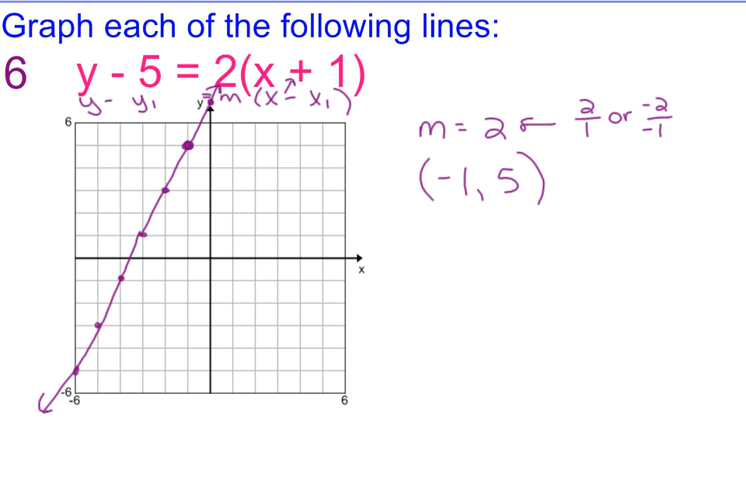 Graph each of the following lines:
6 y - 5 = 2(x + 1)
y - y₁ = m (x - x₁)
y
6
m = 2 ← 2/1 or -2/-1
(-1, 5)
x
-6
-6
6